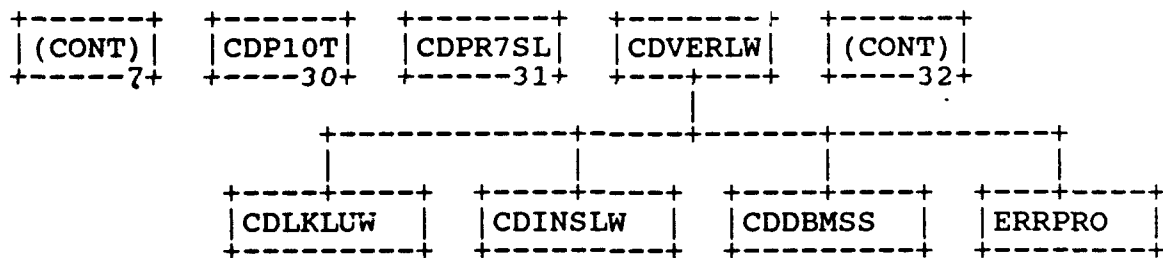 (CONT) CDP10T CDPR7SL CDVERLW (CONT)
7 30 31 32
CDLKLUW CDINSLW CDDBMSS ERRPRO